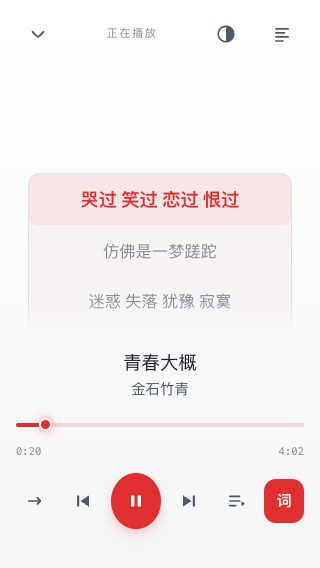 正在播放
哭过 笑过 恋过 恨过
仿佛是一梦蹉跎
迷惑 失落 犹豫 寂寞
青春大概
金石竹青
0:20
4:02
词